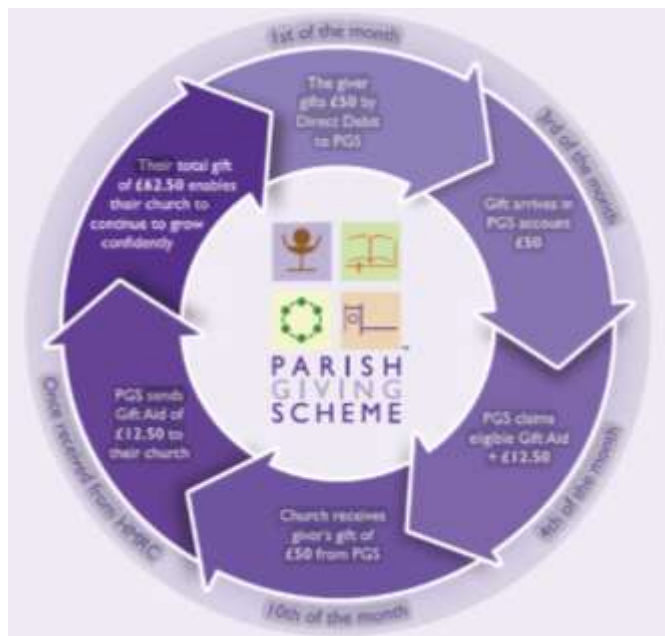 1st of the month
The giver
gifts £50 by
Direct Debit
to PGS
3rd of the month
Gift arrives in
PGS account
£50
4th of the month
PGS claims
eligible Gift Aid
+ £12.50
10th of the month
Church receives
giver's gift of
£50 from PGS
Once received from HMRC
PGS sends
Gift Aid of
£12.50 to
their church
Their total gift
of £62.50 enables
their church to
continue to grow
confidently
PARISH
GIVING
SCHEME